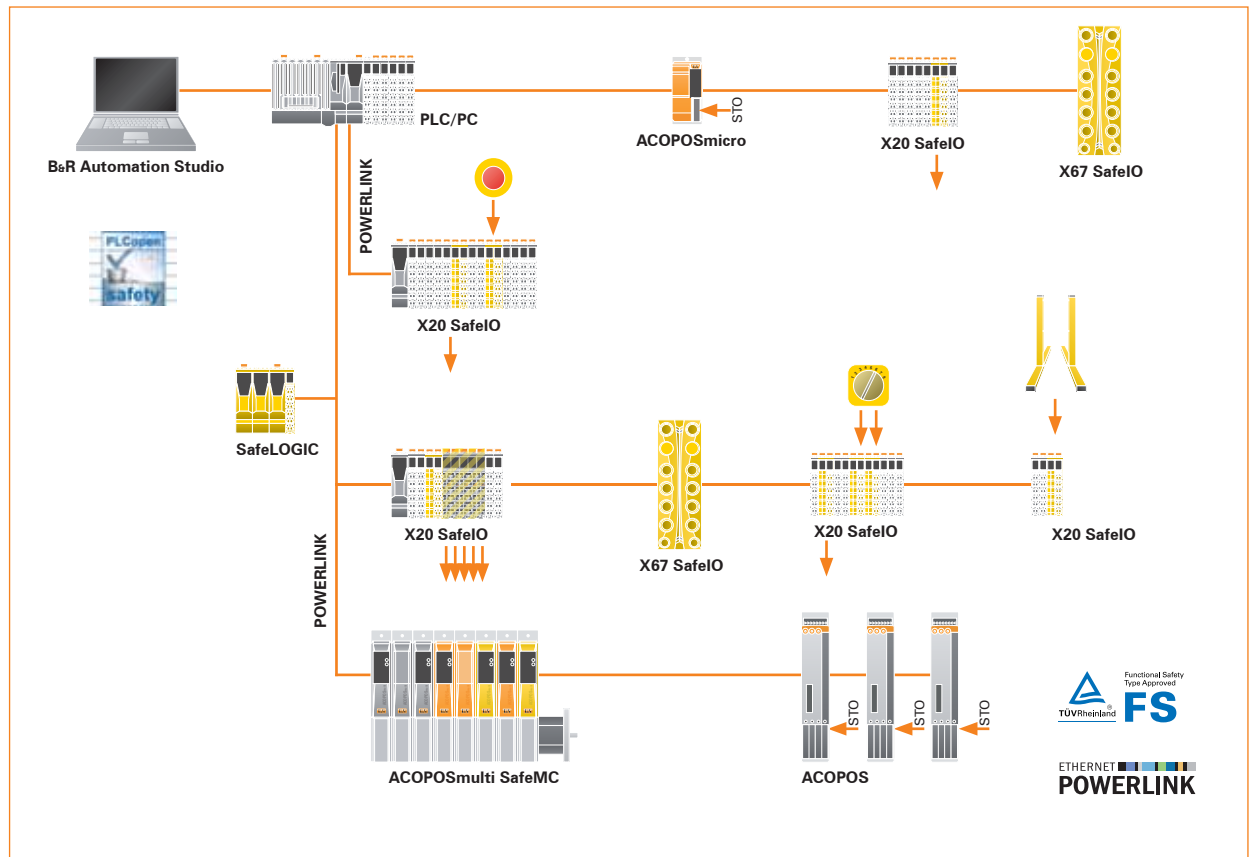 B&R Automation Studio
PLC/PC
STO
ACOPOSmicro
X20 SafeIO
X67 SafeIO
POWERLINK
PLCopen
safety
X20 SafeIO
SafeLOGIC
X20 SafeIO
X67 SafeIO
X20 SafeIO
X20 SafeIO
POWERLINK
ACOPOSmulti SafeMC
STO
STO
STO
ACOPOS
TÜVRheinland®
Functional Safety
Type Approved
FS
ETHERNET
POWERLINK